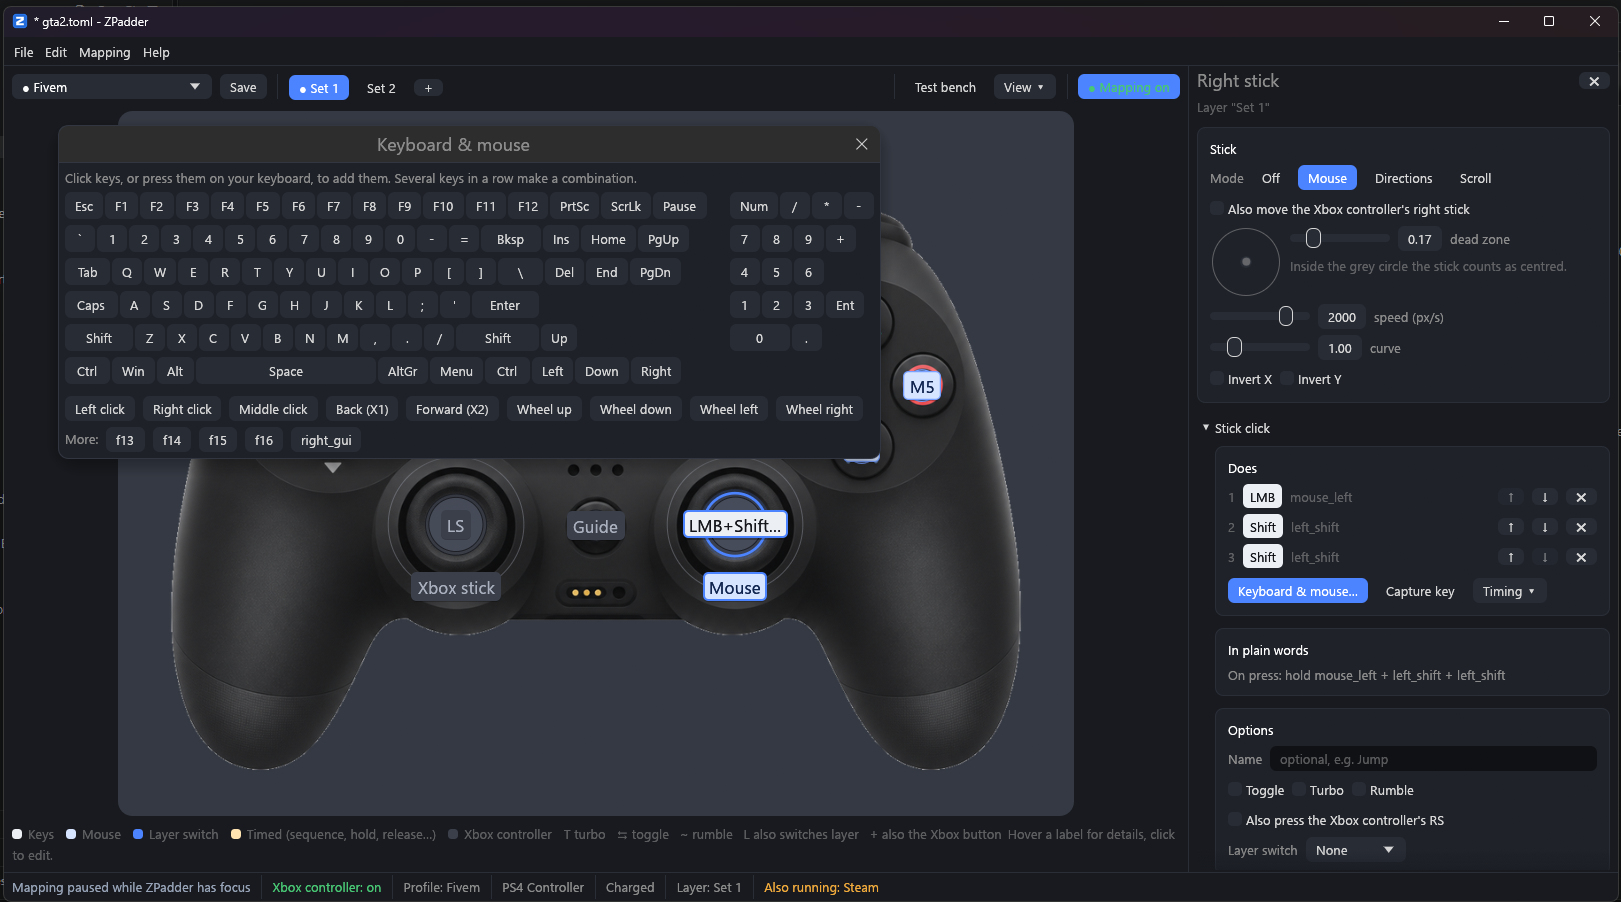 * gta2.toml - ZPadder
File Edit Mapping Help
Fivem Save Set 1 Set 2 + Test bench View Mapping on
Right stick
Layer "Set 1"
Keyboard & mouse
Click keys, or press them on your keyboard, to add them. Several keys in a row make a combination.
Esc F1 F2 F3 F4 F5 F6 F7 F8 F9 F10 F11 F12 PrtSc ScrLk Pause Num / * -
` 1 2 3 4 5 6 7 8 9 0 - = Bksp Ins Home PgUp 7 8 9 +
Tab Q W E R T Y U I O P [ ] \ Del End PgDn 4 5 6
Caps A S D F G H J K L ; ' Enter 1 2 3 Ent
Shift Z X C V B N M , . / Shift Up 0 .
Ctrl Win Alt Space AltGr Menu Ctrl Left Down Right
Left click Right click Middle click Back (X1) Forward (X2) Wheel up Wheel down Wheel left Wheel right
More: f13 f14 f15 f16 right_gui
M5
LS Guide LMB+Shift...
Xbox stick Mouse
Stick
Mode Off Mouse Directions Scroll
Also move the Xbox controller's right stick
0.17 dead zone
Inside the grey circle the stick counts as centred.
2000 speed (px/s)
1.00 curve
Invert X Invert Y
Stick click
Does
1 LMB mouse_left ↑ ↓ ✕
2 Shift left_shift ↑ ↓ ✕
3 Shift left_shift ↑ ↓ ✕
Keyboard & mouse... Capture key Timing
In plain words
On press: hold mouse_left + left_shift + left_shift
Options
Name optional, e.g. Jump
Toggle Turbo Rumble
Also press the Xbox controller's RS
Layer switch None
Keys Mouse Layer switch Timed (sequence, hold, release...) Xbox controller T turbo ⇆ toggle ~ rumble L also switches layer + also the Xbox button Hover a label for details, click
to edit.
Mapping paused while ZPadder has focus Xbox controller: on Profile: Fivem PS4 Controller Charged Layer: Set 1 Also running: Steam